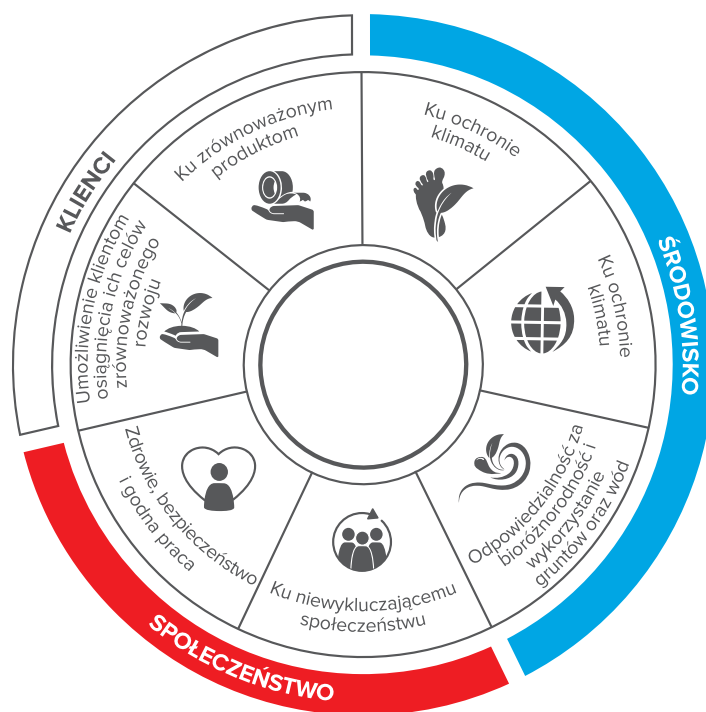 KLIENCI
ŚRODOWISKO
SPOŁECZEŃSTWO
Ku zrównoważonym
produktom
Ku ochronie
klimatu
Ku ochronie
klimatu
Odpowiedzialność za
bioróżnorodność i
wykorzystanie
gruntów oraz wód
Ku niewykluczającemu
społeczeństwu
Zdrowie, bezpieczeństwo
i godna praca
Umożliwienie klientom
osiągnięcia ich celów
zrównoważonego
rozwoju